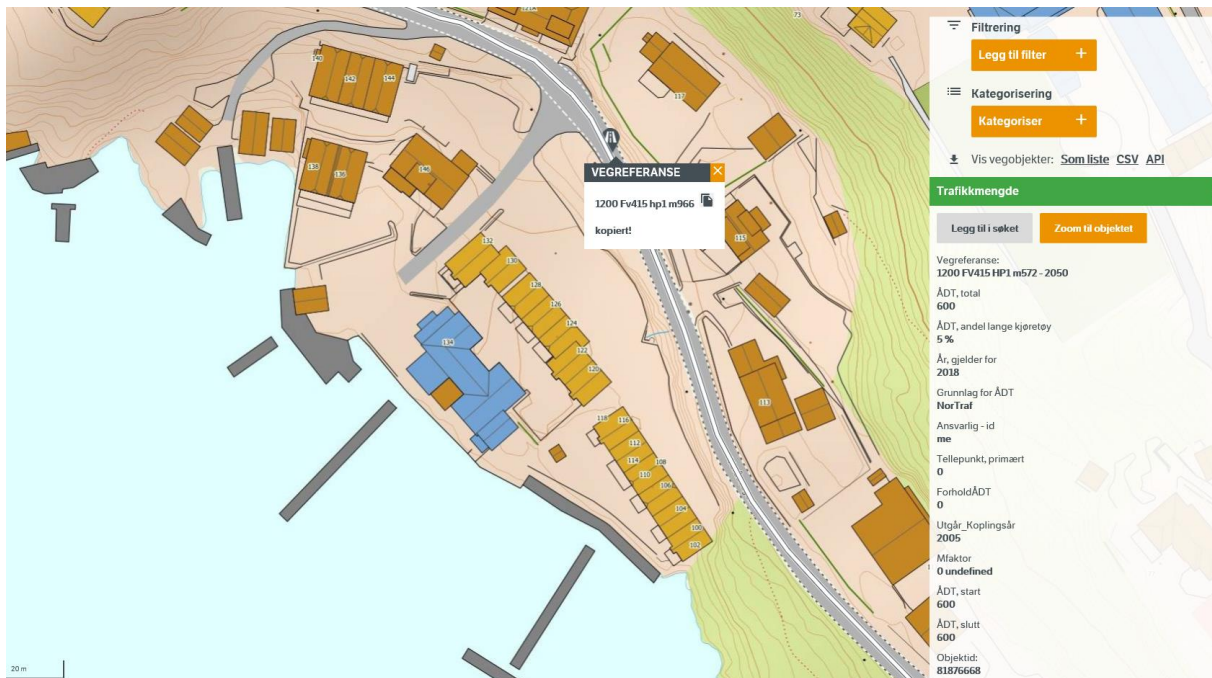 140
142
144
138
136
146
117
73
VEGREFERANSE
1200 Fv415 hp1 m966
kopiert!
115
132
130
128
126
124
122
120
134
113
118
116
112
114
108
110
106
104
100
102
20 m
Filtrering
Legg til filter +
Kategorisering
Kategoriser +
Vis vegobjekter: Som liste CSV API
Trafikkmengde
Legg til i søket Zoom til objektet
Vegreferanse:
1200 FV415 HP1 m572 - 2050
ÅDT, total
600
ÅDT, andel lange kjøretøy
5 %
År, gjelder for
2018
Grunnlag for ÅDT
NorTraf
Ansvarlig - id
me
Tellepunkt, primært
0
ForholdÅDT
0
Utgår_Koplingsår
2005
Mfaktor
0 undefined
ÅDT, start
600
ÅDT, slutt
600
Objektid:
81876668